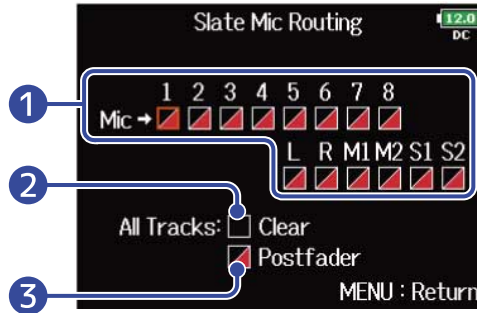 Slate Mic Routing
12.0
DC
1 2 3 4 5 6 7 8
Mic →
L R M1 M2 S1 S2
All Tracks: Clear
Postfader
MENU : Return
1
2
3